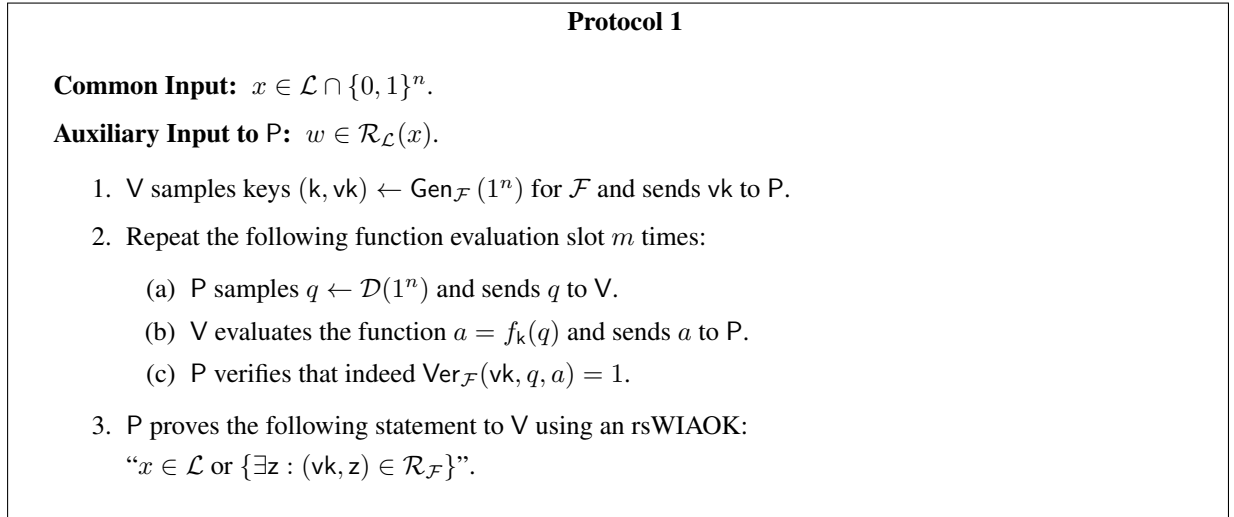 Protocol 1
Common Input: x ∈ ℒ ∩ {0, 1}ⁿ.
Auxiliary Input to P: w ∈ ℛ_ℒ(x).
1. V samples keys (k, vk) ← Gen_ℱ (1ⁿ) for ℱ and sends vk to P.
2. Repeat the following function evaluation slot m times:
(a) P samples q ← 𝒟(1ⁿ) and sends q to V.
(b) V evaluates the function a = f_k(q) and sends a to P.
(c) P verifies that indeed Ver_ℱ(vk, q, a) = 1.
3. P proves the following statement to V using an rsWIAOK:
“x ∈ ℒ or {∃z : (vk, z) ∈ ℛ_ℱ}”.